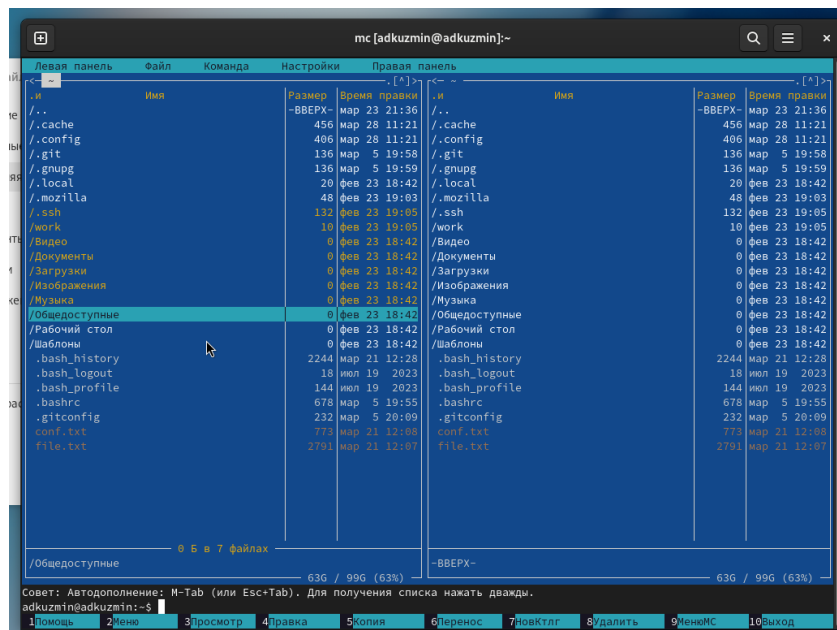 mc [adkuzmin@adkuzmin]:~
Левая панель Файл Команда Настройки Правая панель
<— ~ .[^]> <— ~ .[^]>
.и Имя Размер Время правки .и Имя Размер Время правки
/.. -ВВЕРХ- мар 23 21:36 /.. -ВВЕРХ- мар 23 21:36
/.cache 456 мар 28 11:21 /.cache 456 мар 28 11:21
/.config 406 мар 28 11:21 /.config 406 мар 28 11:21
/.git 136 мар 5 19:58 /.git 136 мар 5 19:58
/.gnupg 136 мар 5 19:59 /.gnupg 136 мар 5 19:59
/.local 20 фев 23 18:42 /.local 20 фев 23 18:42
/.mozilla 48 фев 23 19:03 /.mozilla 48 фев 23 19:03
/.ssh 132 фев 23 19:05 /.ssh 132 фев 23 19:05
/work 10 фев 23 19:05 /work 10 фев 23 19:05
/Видео 0 фев 23 18:42 /Видео 0 фев 23 18:42
/Документы 0 фев 23 18:42 /Документы 0 фев 23 18:42
/Загрузки 0 фев 23 18:42 /Загрузки 0 фев 23 18:42
/Изображения 0 фев 23 18:42 /Изображения 0 фев 23 18:42
/Музыка 0 фев 23 18:42 /Музыка 0 фев 23 18:42
/Общедоступные 0 фев 23 18:42 /Общедоступные 0 фев 23 18:42
/Рабочий стол 0 фев 23 18:42 /Рабочий стол 0 фев 23 18:42
/Шаблоны 0 фев 23 18:42 /Шаблоны 0 фев 23 18:42
.bash_history 2244 мар 21 12:28 .bash_history 2244 мар 21 12:28
.bash_logout 18 июл 19 2023 .bash_logout 18 июл 19 2023
.bash_profile 144 июл 19 2023 .bash_profile 144 июл 19 2023
.bashrc 678 мар 5 19:55 .bashrc 678 мар 5 19:55
.gitconfig 232 мар 5 20:09 .gitconfig 232 мар 5 20:09
conf.txt 773 мар 21 12:08 conf.txt 773 мар 21 12:08
file.txt 2791 мар 21 12:07 file.txt 2791 мар 21 12:07
0 Б в 7 файлах
/Общедоступные -ВВЕРХ-
63G / 99G (63%) 63G / 99G (63%)
Совет: Автодополнение: M-Tab (или Esc+Tab). Для получения списка нажать дважды.
adkuzmin@adkuzmin:~$
1Помощь 2Меню 3Просмотр 4Правка 5Копия 6Перенос 7НовКтлг 8Удалить 9МенюMC 10Выход